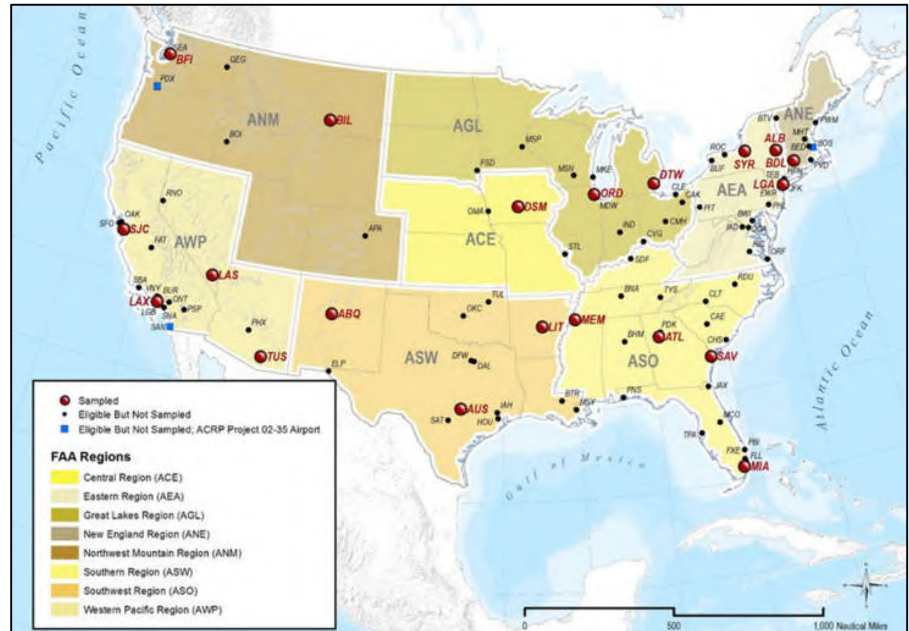 Pacific Ocean
SEA
BFI
GEG
PDX
ANM
BIL
BOI
AGL
MSP
FSD
MSN
MKE
ORD
MDW
DTW
CLE
CAK
PIT
IND
CMH
CVG
SDF
STL
ANE
BTV
PWM
ALB
MHT
BED
BOS
BDL
PVD
HPN
TEB
LGA
JFK
EWR
PHL
ROC
BUF
SYR
AEA
BWI
IAD
DCA
ORF
RNO
OAK
SFO
SJC
FAT
AWP
LAS
SBA
VNY
BUR
LAX
ONT
LGB
SNA
PSP
SAN
PHX
TUS
APA
OMA
DSM
ACE
TUL
OKC
ABQ
LIT
ASW
DFW
DAL
ELP
AUS
SAT
IAH
HOU
BTR
MSY
MEM
BNA
TYS
RDU
CLT
CAE
BHM
PDK
ATL
CHS
SAV
ASO
PNS
JAX
MCO
TPA
PBI
FXE
FLL
MIA
Atlantic Ocean
Gulf of Mexico
Sampled
Eligible But Not Sampled
Eligible But Not Sampled; ACRP Project 02-35 Airport
FAA Regions
Central Region (ACE)
Eastern Region (AEA)
Great Lakes Region (AGL)
New England Region (ANE)
Northwest Mountain Region (ANM)
Southern Region (ASW)
Southwest Region (ASO)
Western Pacific Region (AWP)
0 500 1,000 Nautical Miles